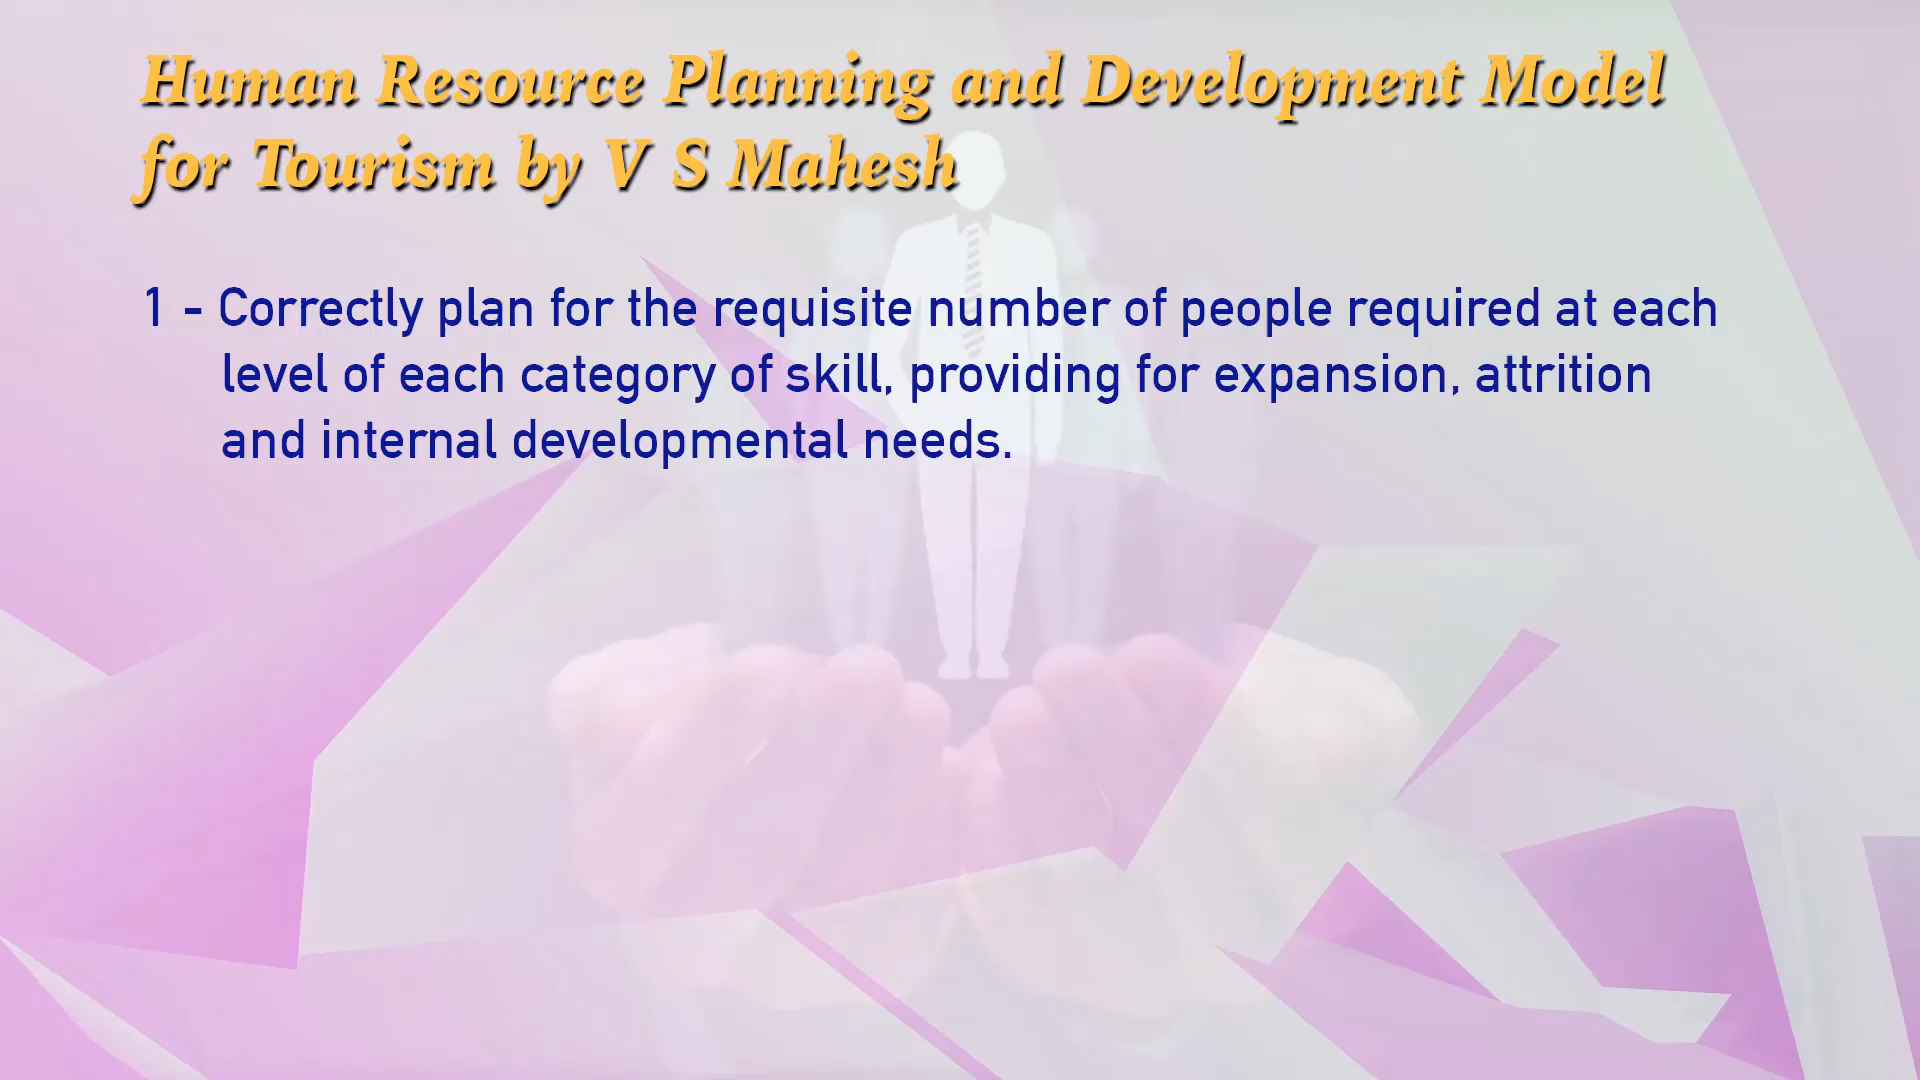 Human Resource Planning and Development Model
for Tourism by V S Mahesh
1 - Correctly plan for the requisite number of people required at each
level of each category of skill, providing for expansion, attrition
and internal developmental needs.